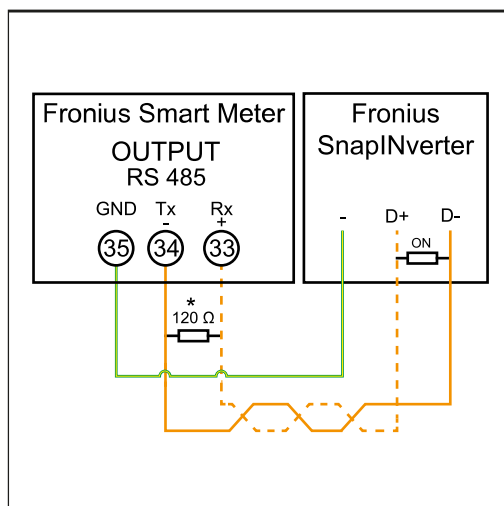 Fronius Smart Meter
OUTPUT
RS 485
GND Tx Rx
- +
35 34 33
*
120 Ω
Fronius
SnapINverter
- D+ D-
ON